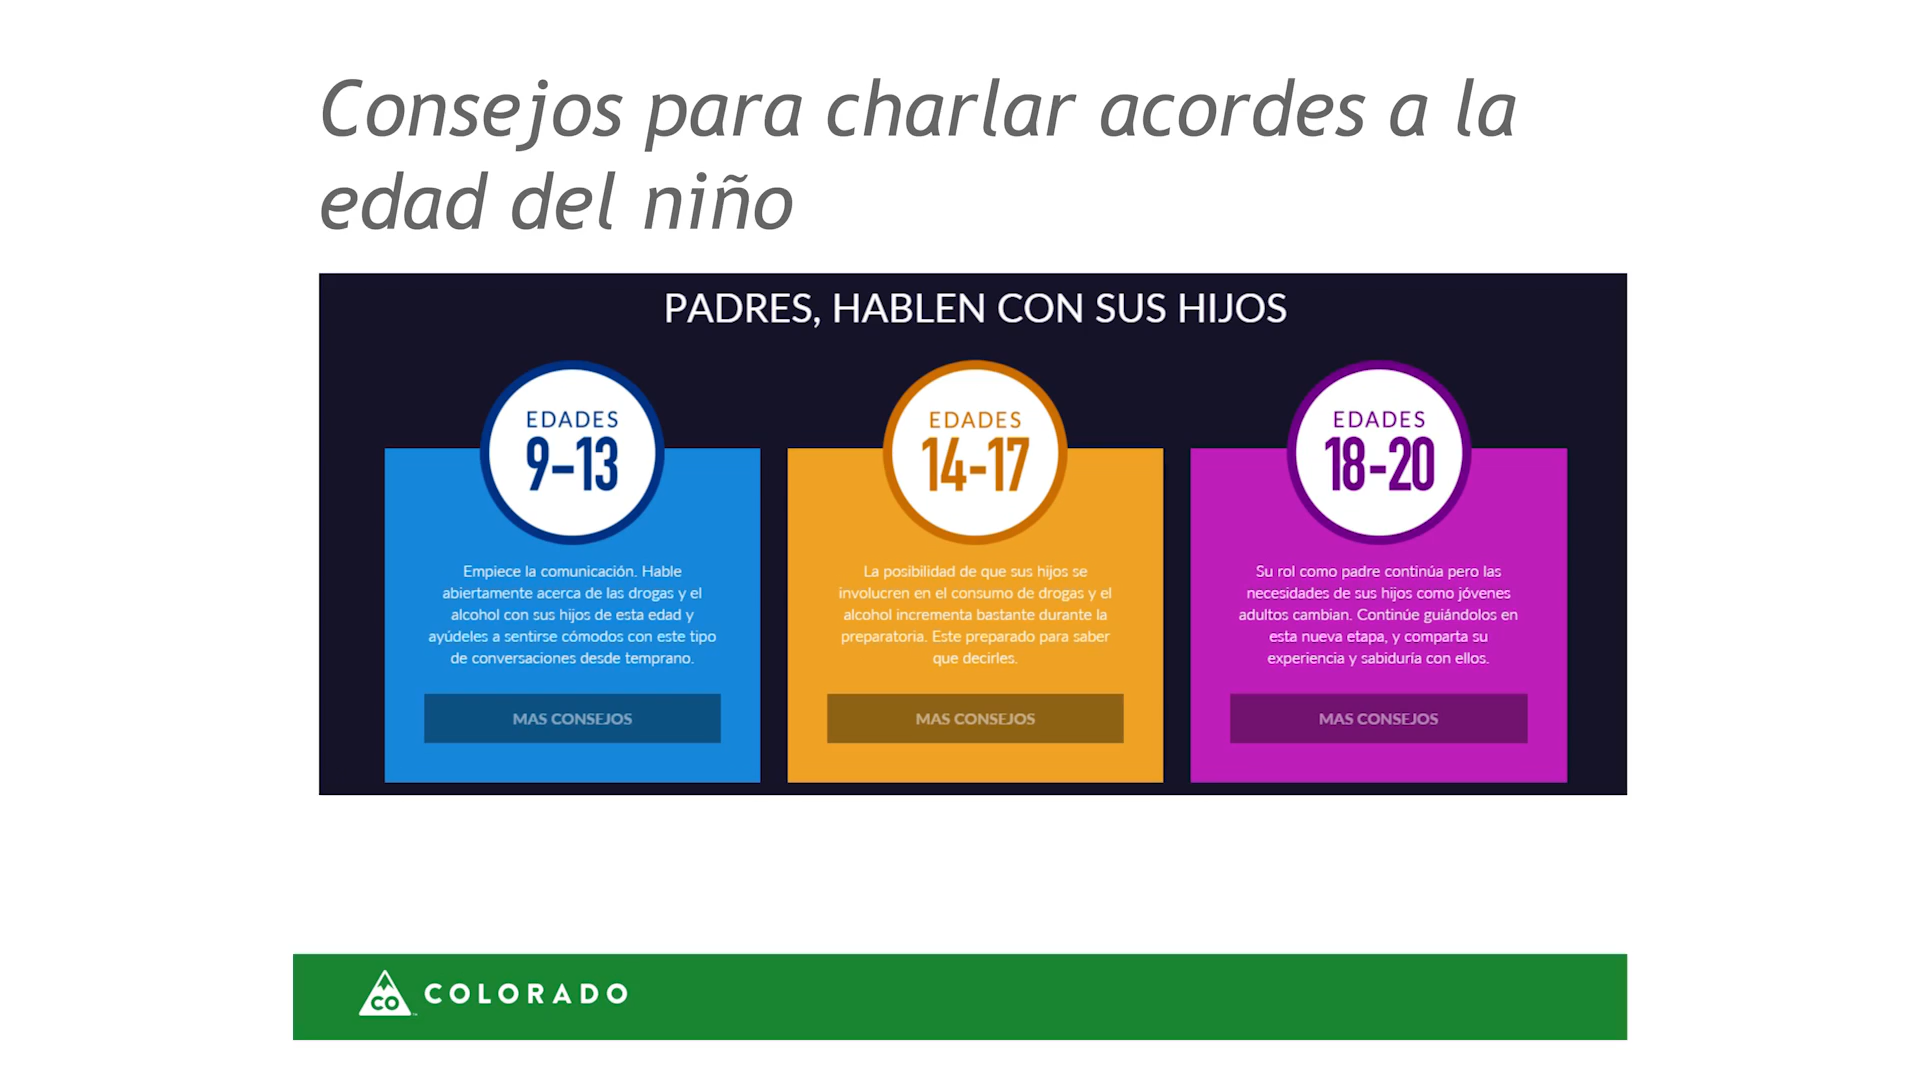 Consejos para charlar acordes a la
edad del niño
PADRES, HABLEN CON SUS HIJOS
EDADES
9-13
Empiece la comunicación. Hable
abiertamente acerca de las drogas y el
alcohol con sus hijos de esta edad y
ayúdeles a sentirse cómodos con este tipo
de conversaciones desde temprano.
MAS CONSEJOS
EDADES
14-17
La posibilidad de que sus hijos se
involucren en el consumo de drogas y el
alcohol incrementa bastante durante la
preparatoria. Este preparado para saber
que decirles.
MAS CONSEJOS
EDADES
18-20
Su rol como padre continúa pero las
necesidades de sus hijos como jóvenes
adultos cambian. Continúe guiándolos en
esta nueva etapa, y comparta su
experiencia y sabiduría con ellos.
MAS CONSEJOS
CO
COLORADO